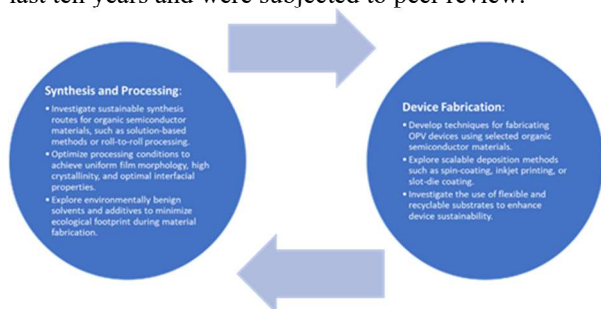 last ten years and were subjected to peer review.
Synthesis and Processing:
• Investigate sustainable synthesis
routes for organic semiconductor
materials, such as solution-based
methods or roll-to-roll processing.
• Optimize processing conditions to
achieve uniform film morphology, high
crystallinity, and optimal interfacial
properties.
• Explore environmentally benign
solvents and additives to minimize
ecological footprint during material
fabrication.
Device Fabrication:
• Develop techniques for fabricating
OPV devices using selected organic
semiconductor materials.
• Explore scalable deposition methods
such as spin-coating, inkjet printing, or
slot-die coating.
• Investigate the use of flexible and
recyclable substrates to enhance
device sustainability.